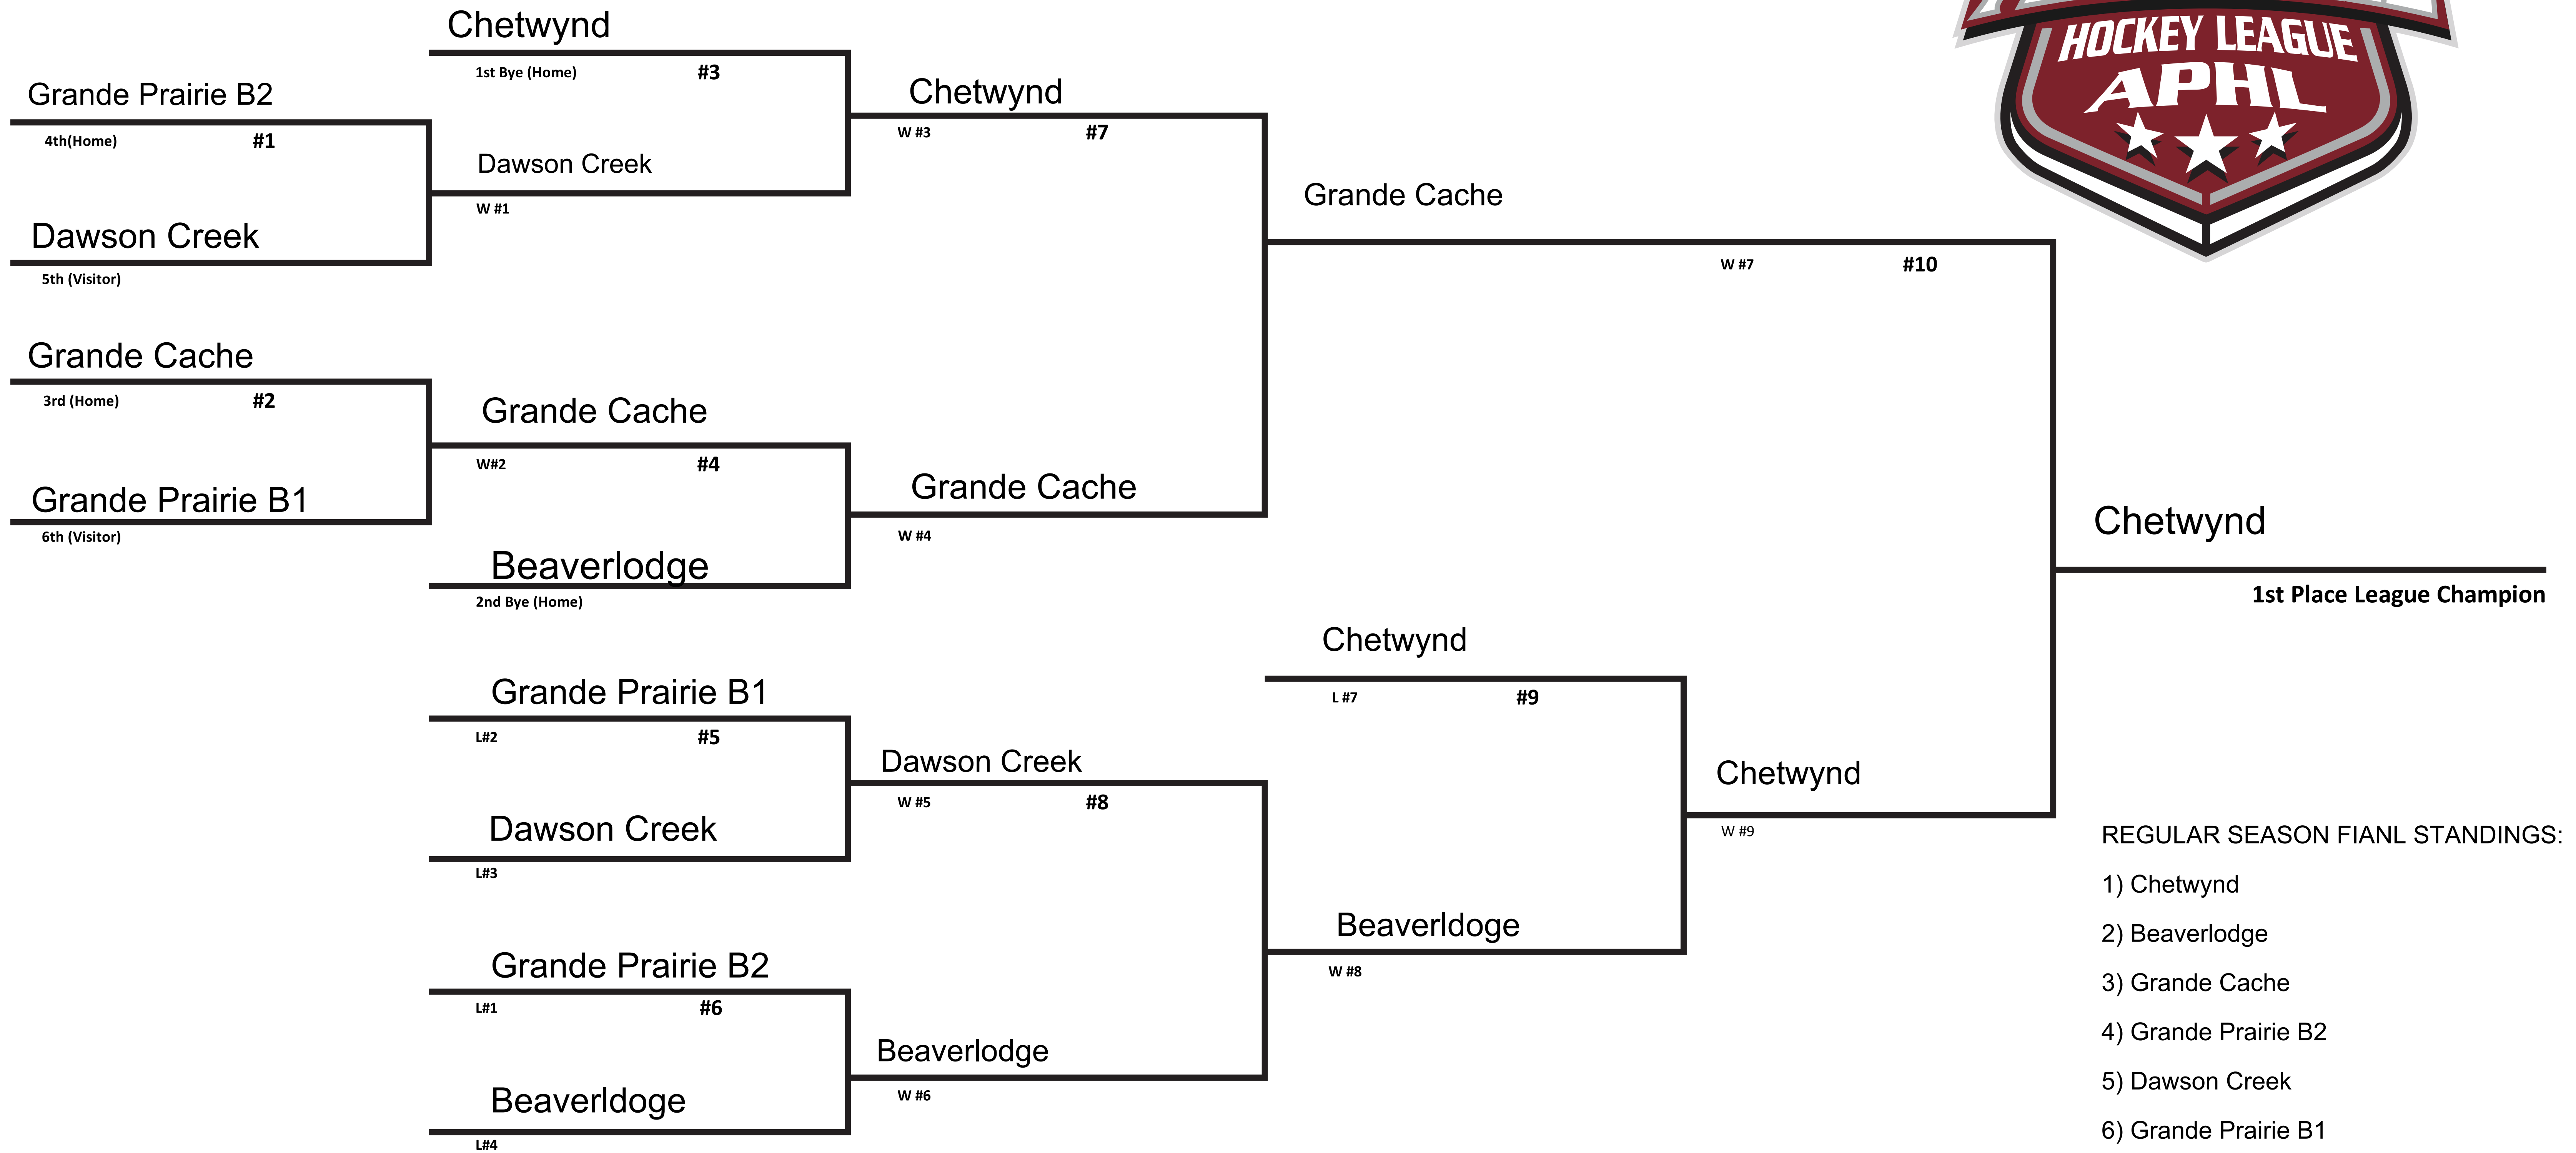 HOCKEY LEAGUE
APHL
Chetwynd
1st Bye (Home) #3
Grande Prairie B2
4th(Home) #1
Chetwynd
W #3 #7
Dawson Creek
W #1
Grande Cache
Dawson Creek
5th (Visitor)
W #7 #10
Grande Cache
3rd (Home) #2
Grande Cache
W#2 #4
Grande Prairie B1
6th (Visitor)
Grande Cache
W #4
Chetwynd
1st Place League Champion
Beaverlodge
2nd Bye (Home)
Chetwynd
L #7 #9
Grande Prairie B1
L#2 #5
Dawson Creek
W #5 #8
Chetwynd
W #9
Dawson Creek
L#3
Beaverldoge
W #8
Grande Prairie B2
L#1 #6
Beaverlodge
W #6
Beaverldoge
L#4
REGULAR SEASON FIANL STANDINGS:
1) Chetwynd
2) Beaverlodge
3) Grande Cache
4) Grande Prairie B2
5) Dawson Creek
6) Grande Prairie B1